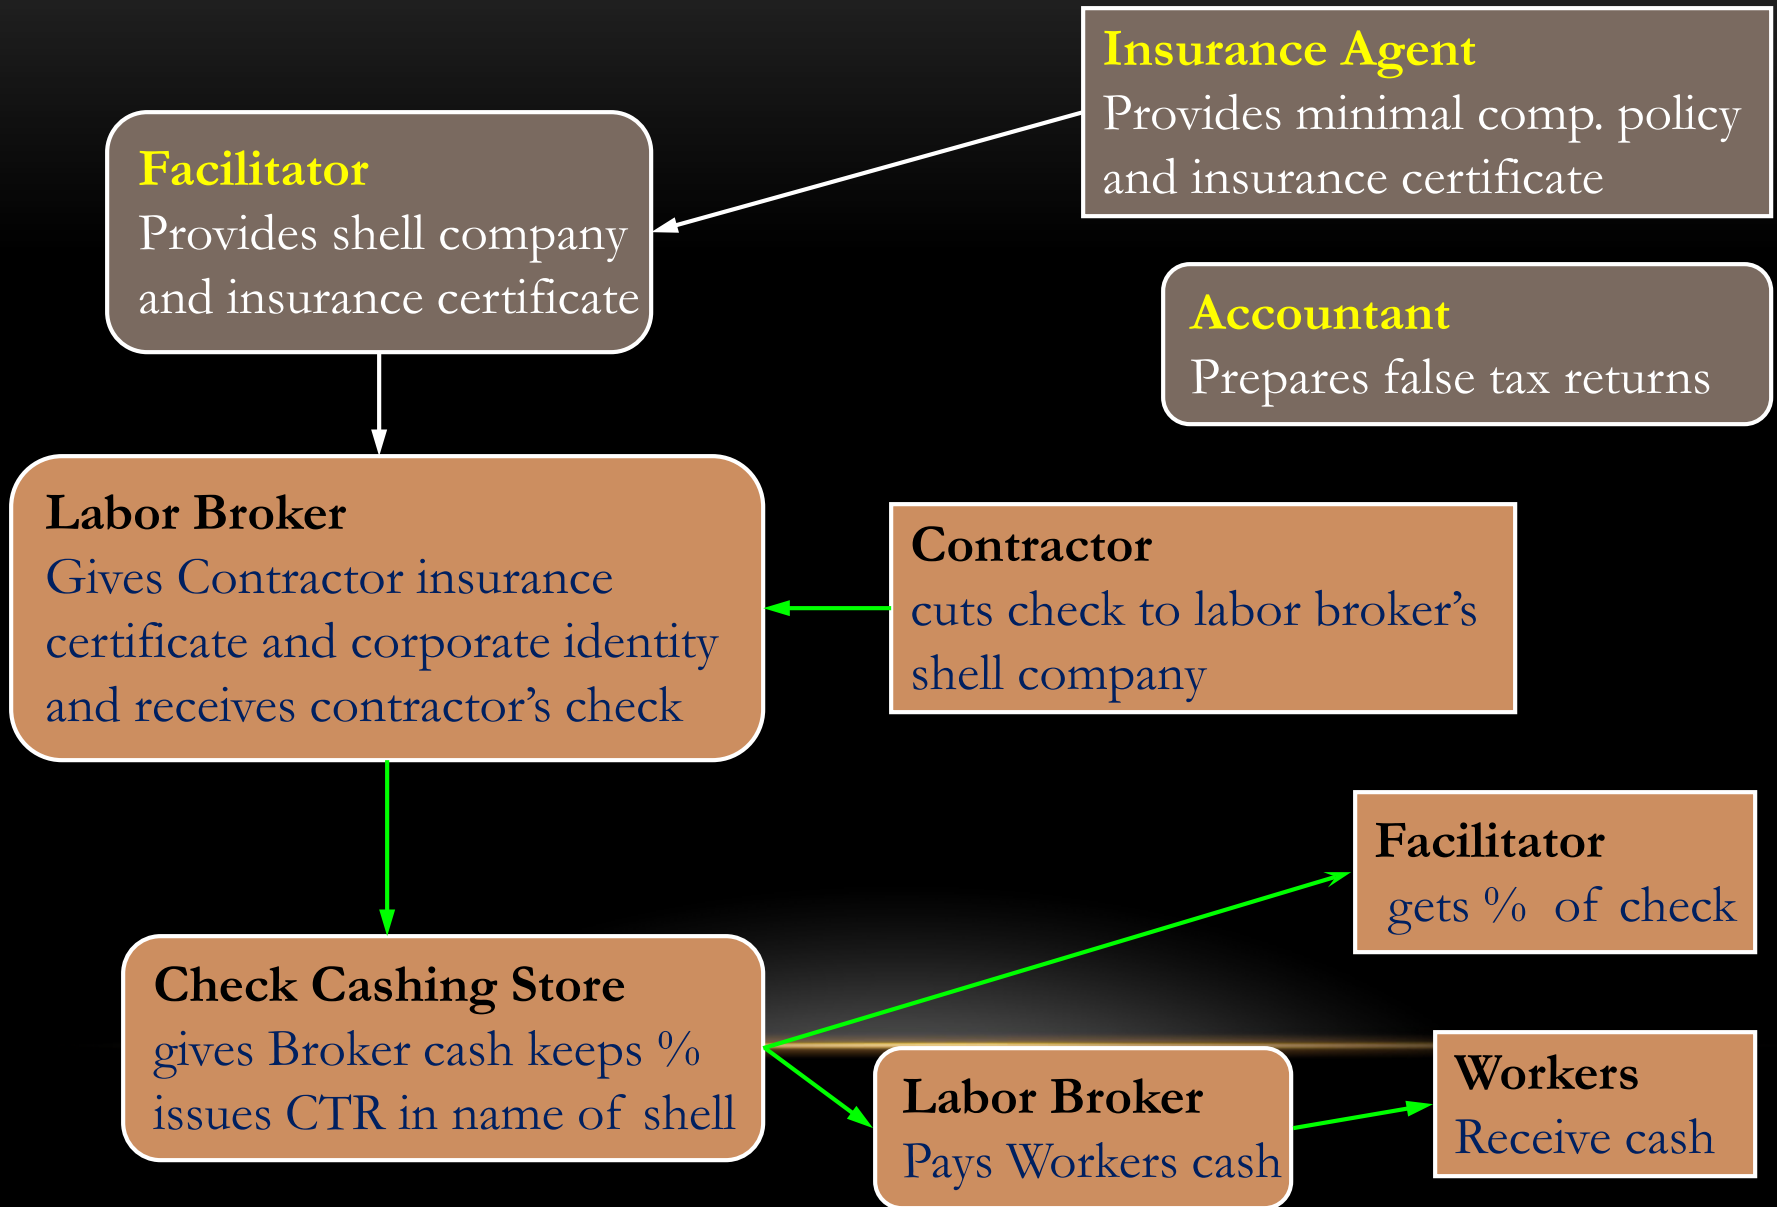 Insurance Agent
Provides minimal comp. policy
and insurance certificate
Facilitator
Provides shell company
and insurance certificate
Accountant
Prepares false tax returns
Labor Broker
Gives Contractor insurance
certificate and corporate identity
and receives contractor’s check
Contractor
cuts check to labor broker’s
shell company
Facilitator
gets % of check
Check Cashing Store
gives Broker cash keeps %
issues CTR in name of shell
Labor Broker
Pays Workers cash
Workers
Receive cash